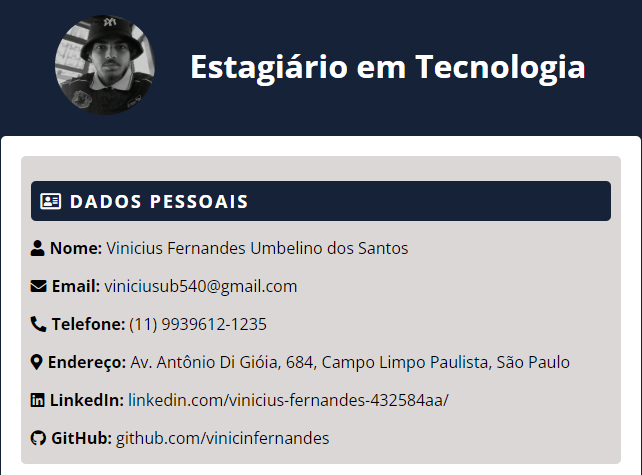 Estagiário em Tecnologia
DADOS PESSOAIS
Nome: Vinicius Fernandes Umbelino dos Santos
Email: viniciusub540@gmail.com
Telefone: (11) 9939612-1235
Endereço: Av. Antônio Di Gióia, 684, Campo Limpo Paulista, São Paulo
LinkedIn: linkedin.com/vinicius-fernandes-432584aa/
GitHub: github.com/vinicinfernandes